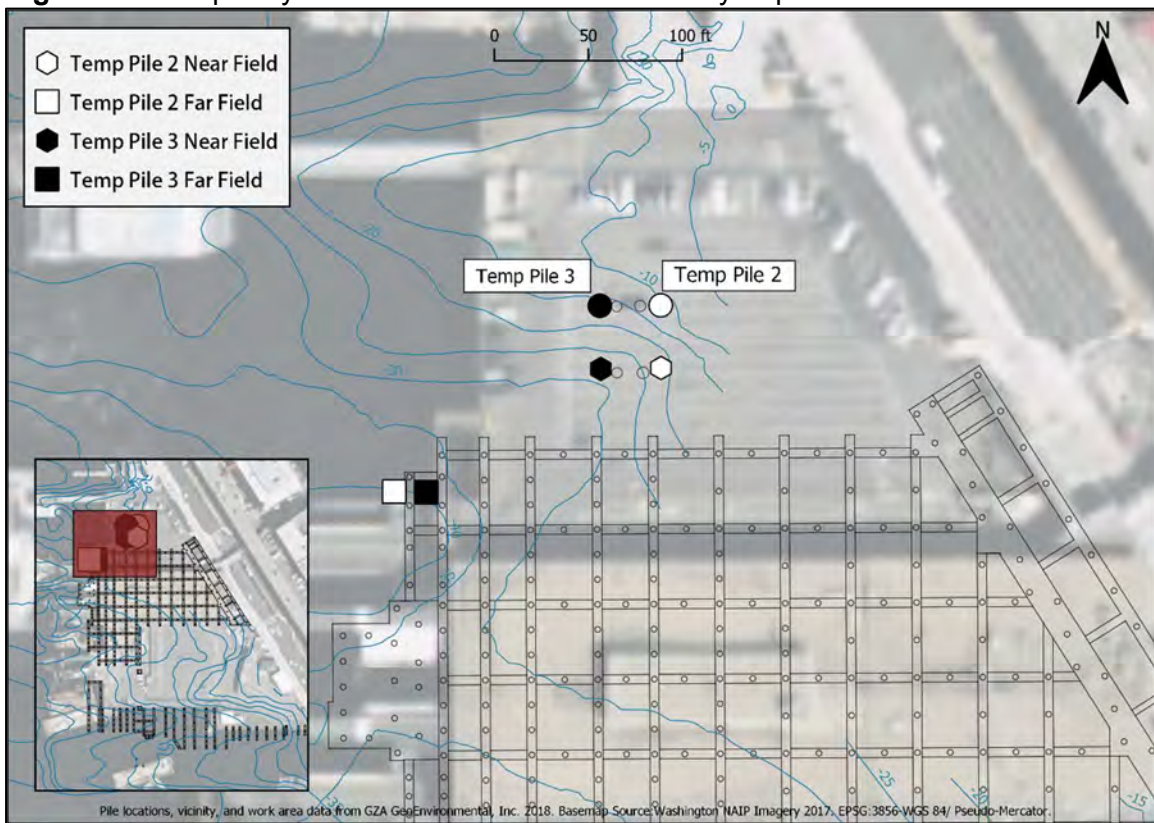 0 50 100 ft
N
Temp Pile 2 Near Field
Temp Pile 2 Far Field
Temp Pile 3 Near Field
Temp Pile 3 Far Field
-5
0
-20
-10
Temp Pile 3
Temp Pile 2
-35
-25
-20
-15
Pile locations, vicinity, and work area data from GZA GeoEnvironmental, Inc. 2018. Basemap Source:Washington NAIP Imagery 2017. EPSG:3856-WGS 84/ Pseudo-Mercator.